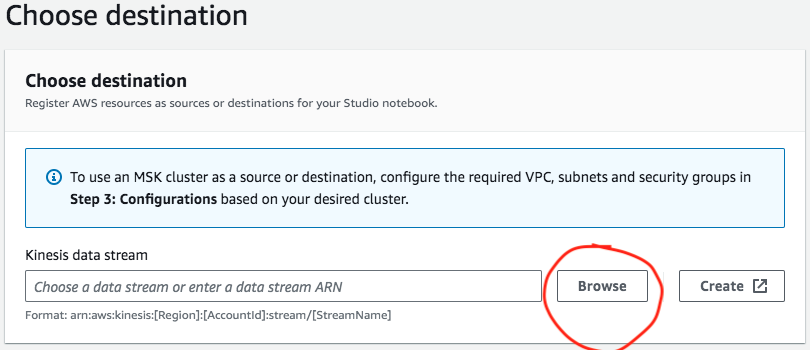 Choose destination
Choose destination
Register AWS resources as sources or destinations for your Studio notebook.
To use an MSK cluster as a source or destination, configure the required VPC, subnets and security groups in
Step 3: Configurations based on your desired cluster.
Kinesis data stream
Choose a data stream or enter a data stream ARN
Browse
Create
Format: arn:aws:kinesis:[Region]:[AccountId]:stream/[StreamName]